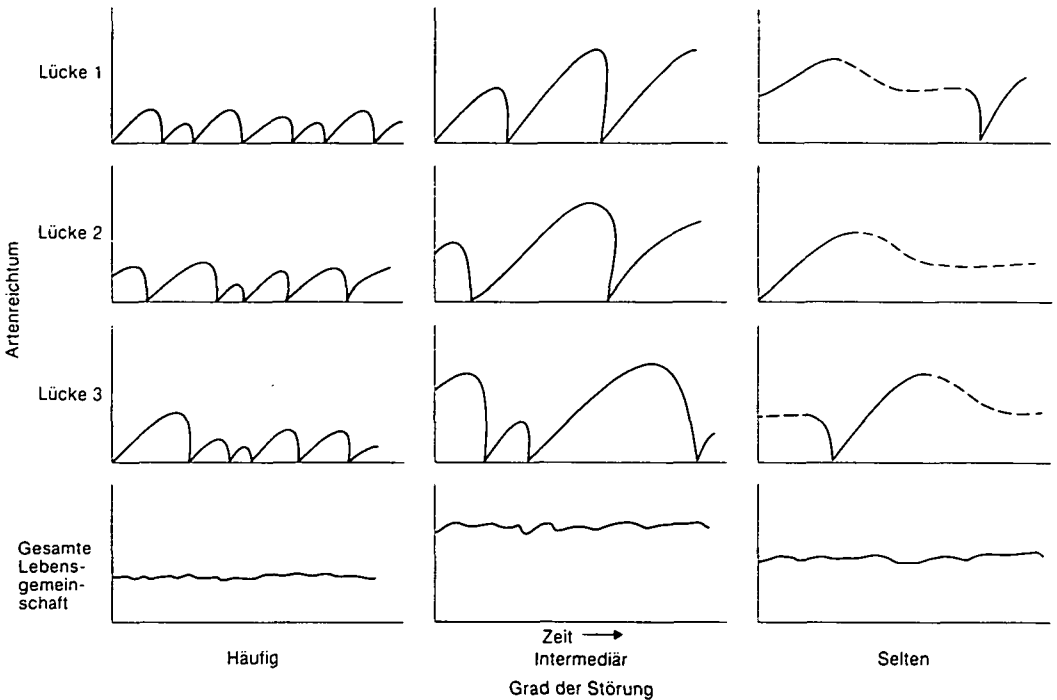 Lücke 1
Lücke 2
Artenreichtum
Lücke 3
Gesamte
Lebens-
gemein-
schaft
Zeit →
Häufig
Intermediär
Selten
Grad der Störung